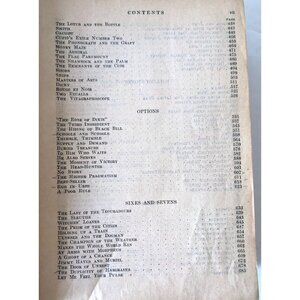 CONTENTS
PAGE
THE LOTUS AND THE BOTTLE
SMITH
CAUGHT
CUPID'S EXILE NUMBER TWO
THE PHONOGRAPH AND THE GRAFT
MONEY MAZE
THE ADMIRAL
THE FLAG PARAMOUNT
THE SHAMROCK AND THE PALM
THE REMNANTS OF THE CODE
SHOES
SHIPS
MASTERS OF ARTS
DICKY
ROUGE ET NOIR
TWO RECALLS
THE VITAGRAPHOSCOPE
OPTIONS
"THE ROSE OF DIXIE"
THE THIRD INGREDIENT
THE HIDING OF BLACK BILL
SCHOOLS AND SCHOOLS
THIMBLE, THIMBLE
SUPPLY AND DEMAND
BURIED TREASURE
TO HIM WHO WAITS
HE ALSO SERVES
THE MOMENT OF VICTORY
THE HEAD-HUNTER
NO STORY
THE HIGHER PRAGMATISM
BEST-SELLER
RUS IN URBE
A POOR RULE
SIXES AND SEVENS
THE LAST OF THE TROUBADOURS
THE SLEUTHS
WITCHES' LOAVES
THE PRIDE OF THE CITIES
HOLDING UP A TRAIN
ULYSSES AND THE DOGMAN
THE CHAMPION OF THE WEATHER
MAKES THE WHOLE WORLD KIN
AT ARMS WITH MORPHEUS
A GHOST OF A CHANCE
JIMMY HAYES AND MURIEL
THE DOOR OF UNREST
THE DUPLICITY OF HARGRAVES
LET ME FEEL YOUR PULSE